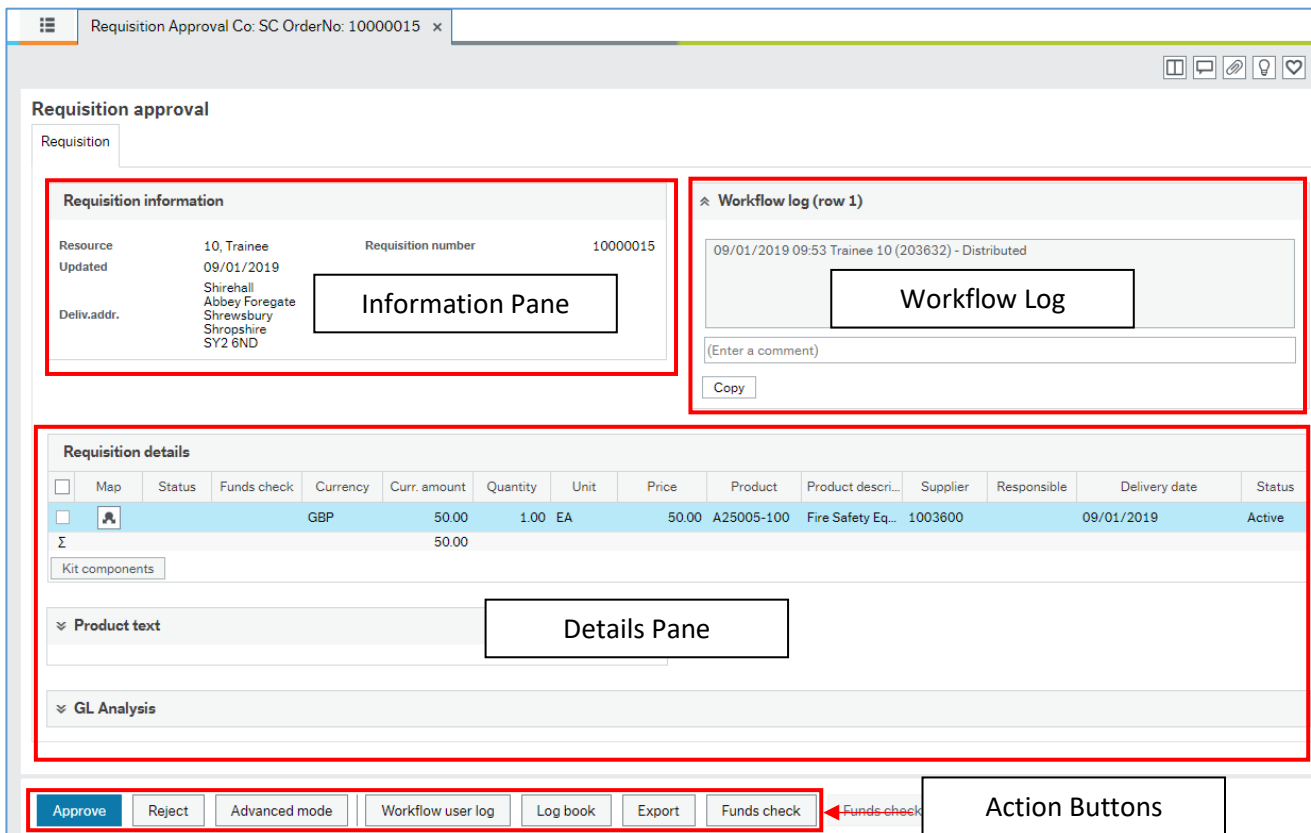 Requisition Approval Co: SC OrderNo: 10000015 ×
Requisition approval
Requisition
Requisition information
Resource 10, Trainee Requisition number 10000015
Updated 09/01/2019
Deliv.addr. Shirehall
Abbey Foregate
Shrewsbury
Shropshire
SY2 6ND
Information Pane
Workflow log (row 1)
09/01/2019 09:53 Trainee 10 (203632) - Distributed
Workflow Log
(Enter a comment)
Copy
Requisition details
Map Status Funds check Currency Curr. amount Quantity Unit Price Product Product descri... Supplier Responsible Delivery date Status
GBP 50.00 1.00 EA 50.00 A25005-100 Fire Safety Eq... 1003600 09/01/2019 Active
Σ 50.00
Kit components
Product text
Details Pane
GL Analysis
Approve Reject Advanced mode Workflow user log Log book Export Funds check Funds check
Action Buttons